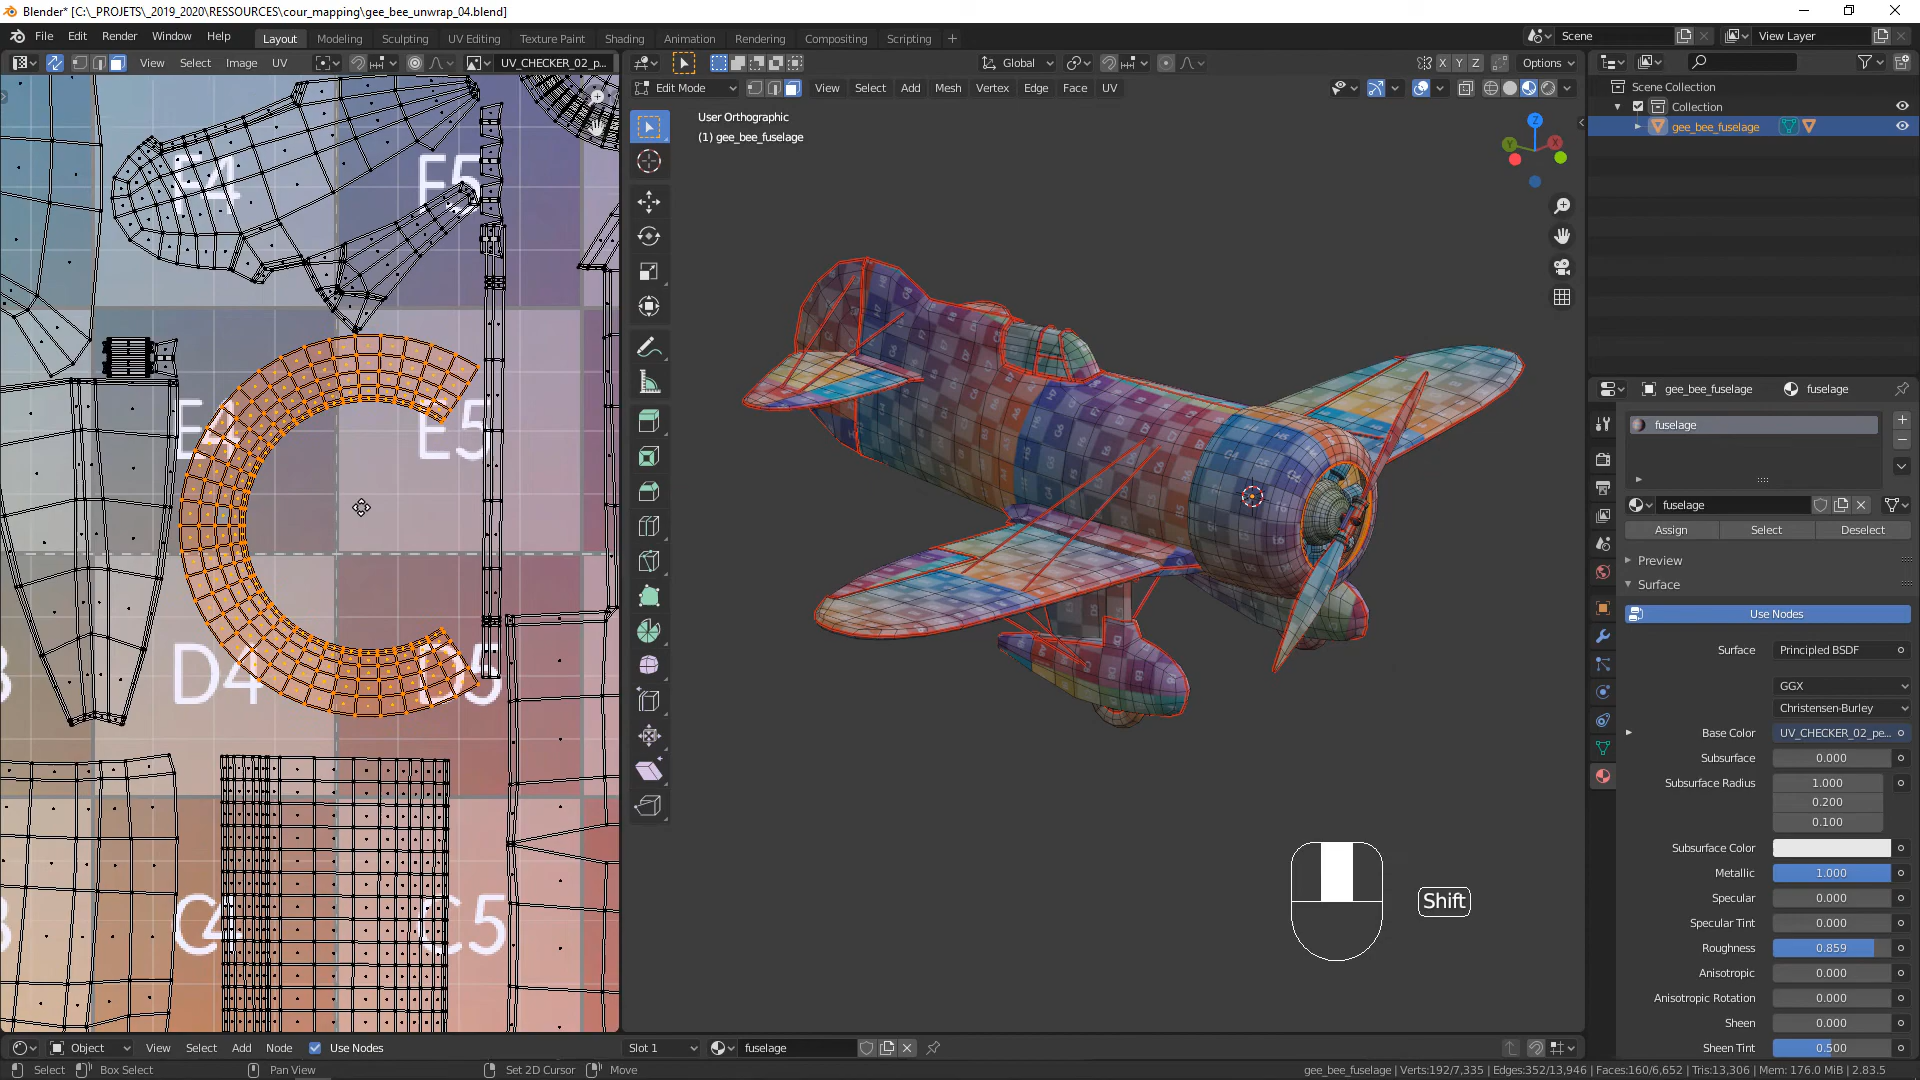 Blender* [C:\_PROJETS\_2019_2020\RESSOURCES\cour_mapping\gee_bee_unwrap_04.blend]
File Edit Render Window Help
Layout Modeling Sculpting UV Editing Texture Paint Shading Animation Rendering Compositing Scripting
Scene
View Layer
View Select Image UV
UV_CHECKER_02_p...
Global
X Y Z
Options
Edit Mode
View Select Add Mesh Vertex Edge Face UV
User Orthographic
(1) gee_bee_fuselage
Z
Y
X
Scene Collection
Collection
gee_bee_fuselage
gee_bee_fuselage
fuselage
fuselage
fuselage
Assign
Select
Deselect
Preview
Surface
Use Nodes
Surface
Principled BSDF
GGX
Christensen-Burley
Base Color
UV_CHECKER_02_pe...
Subsurface
0.000
Subsurface Radius
1.000
0.200
0.100
Subsurface Color
Metallic
1.000
Specular
0.000
Specular Tint
0.000
Roughness
0.859
Anisotropic
0.000
Anisotropic Rotation
0.000
Sheen
0.000
Sheen Tint
0.500
F4
F5
E4
E5
D4
D5
C4
C5
3
3
3
Shift
Object
View Select Add Node
Use Nodes
Slot 1
fuselage
Select
Box Select
Pan View
Set 2D Cursor
Move
gee_bee_fuselage | Verts:192/7,335 | Edges:352/13,946 | Faces:160/6,652 | Tris:13,306 | Mem: 176.0 MiB | 2.83.5